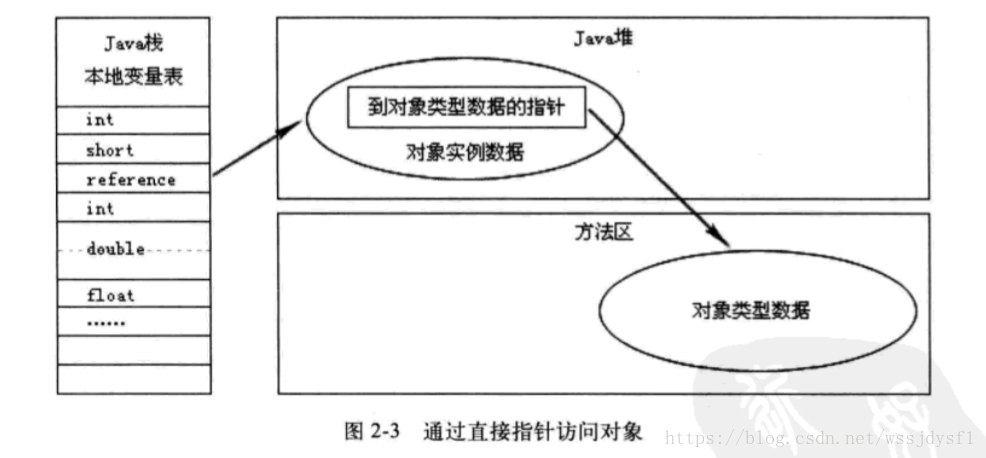 Java栈
本地变量表
int
short
reference
int
double
float
......
Java堆
到对象类型数据的指针
对象实例数据
方法区
对象类型数据
图 2-3 通过直接指针访问对象
https://blog.csdn.net/wssjdysf1